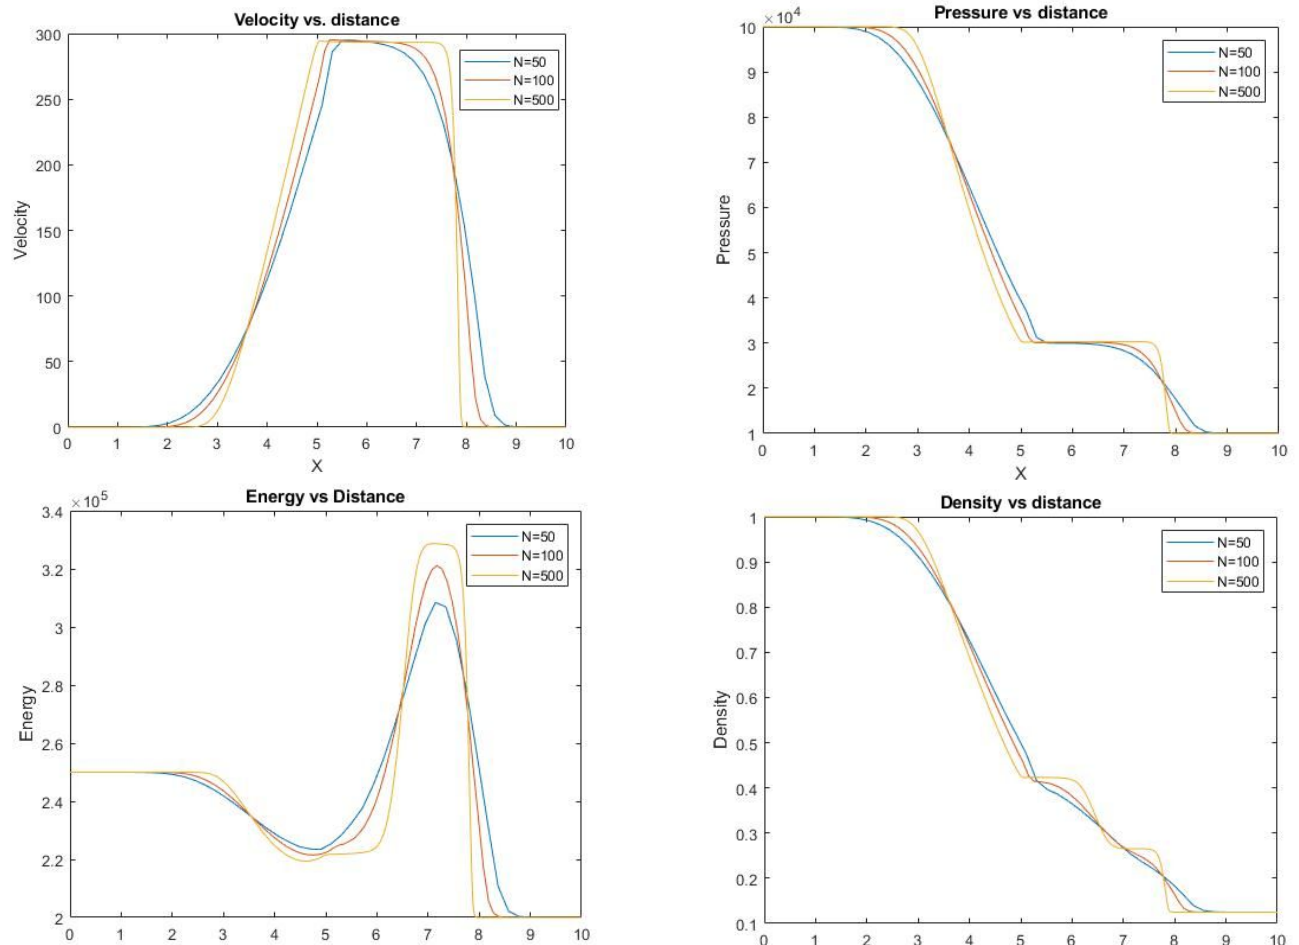 Velocity vs. distance
300
250
200
150
100
50
0
Velocity
N=50
N=100
N=500
0 1 2 3 4 5 6 7 8 9 10
X
Pressure vs distance
×10⁴
10
9
8
7
6
5
4
3
2
1
Pressure
N=50
N=100
N=500
0 1 2 3 4 5 6 7 8 9 10
X
Energy vs Distance
×10⁵
3.4
3.2
3
2.8
2.6
2.4
2.2
2
Energy
N=50
N=100
N=500
0 1 2 3 4 5 6 7 8 9 10
Density vs distance
1
0.9
0.8
0.7
0.6
0.5
0.4
0.3
0.2
0.1
Density
N=50
N=100
N=500
0 1 2 3 4 5 6 7 8 9 10